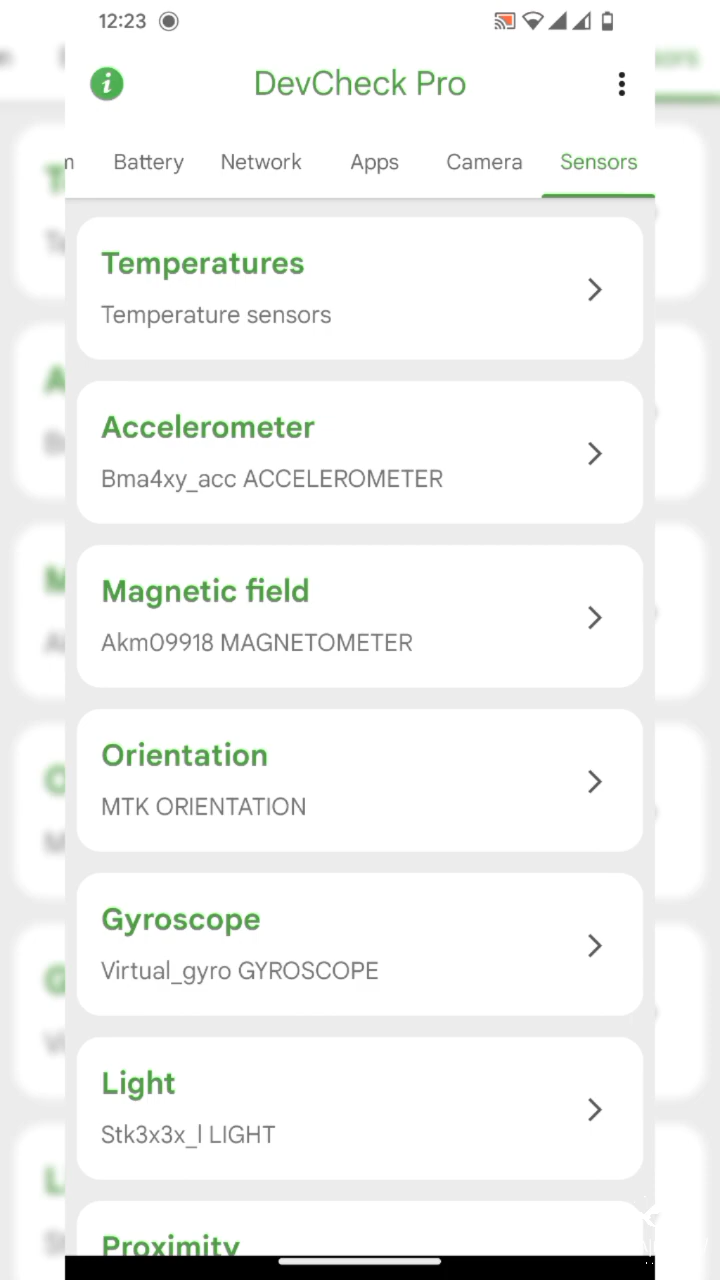 12:23
DevCheck Pro
m Battery Network Apps Camera Sensors
Temperatures
Temperature sensors
Accelerometer
Bma4xy_acc ACCELEROMETER
Magnetic field
Akm09918 MAGNETOMETER
Orientation
MTK ORIENTATION
Gyroscope
Virtual_gyro GYROSCOPE
Light
Stk3x3x_l LIGHT
Proximity